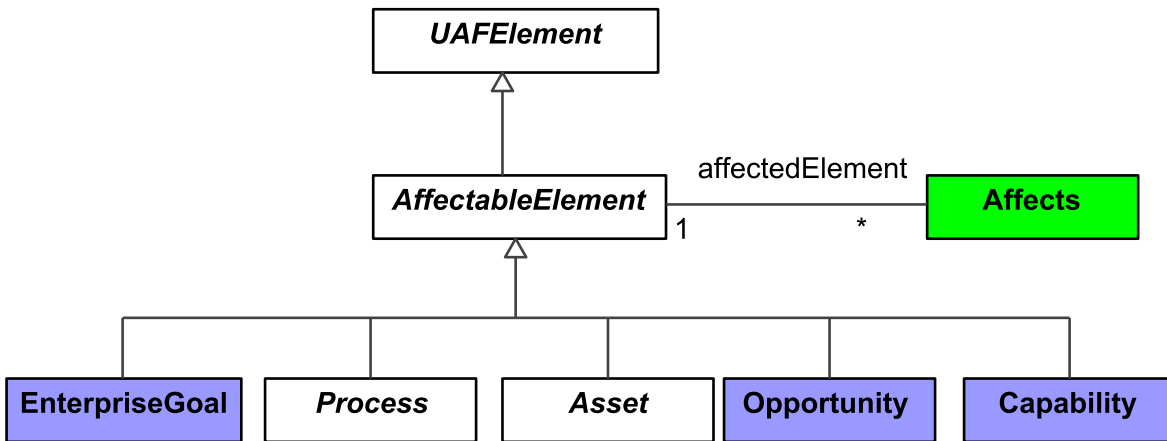 UAFElement
affectedElement
AffectableElement
Affects
1
*
EnterpriseGoal
Process
Asset
Opportunity
Capability